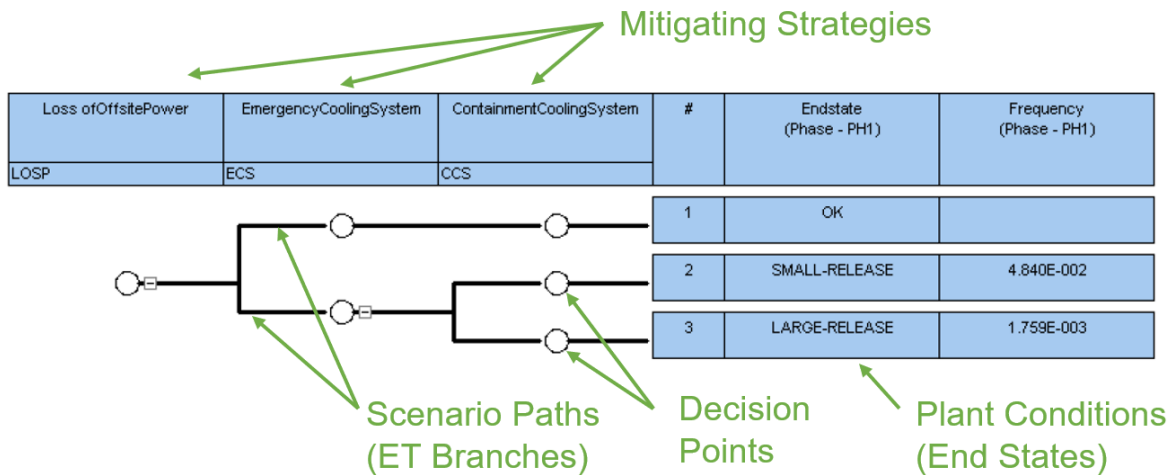 Mitigating Strategies
Loss ofOffsitePower EmergencyCoolingSystem ContainmentCoolingSystem # Endstate Frequency
(Phase - PH1) (Phase - PH1)
LOSP ECS CCS
1 OK
2 SMALL-RELEASE 4.840E-002
3 LARGE-RELEASE 1.759E-003
Scenario Paths
(ET Branches)
Decision
Points
Plant Conditions
(End States)